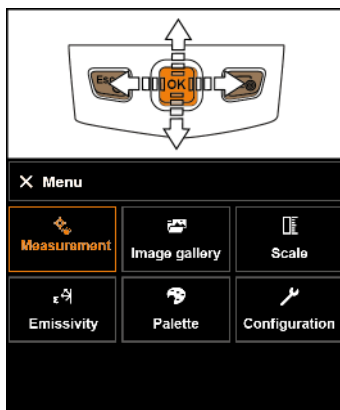 Esc
OK
× Menu
Measurement
Image gallery
Scale
ε
Emissivity
Palette
Configuration